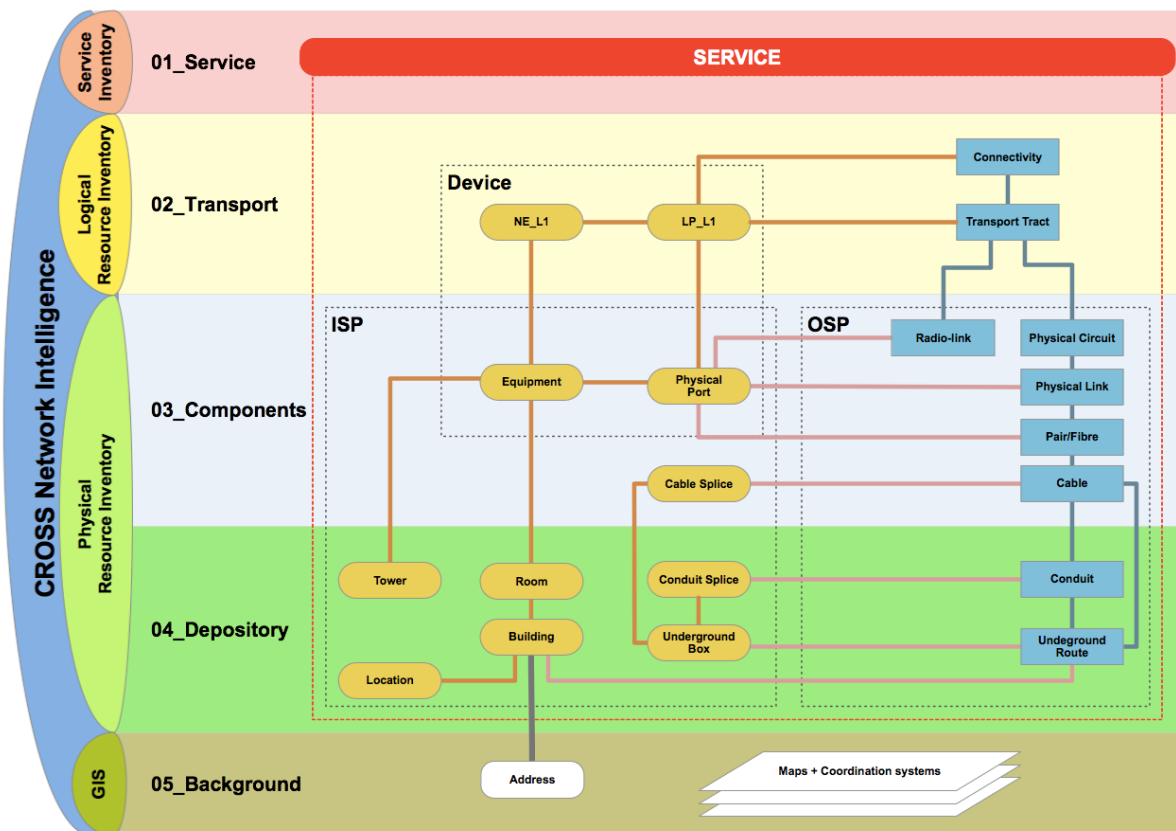 CROSS Network Intelligence
Service
Inventory
01_Service
SERVICE
Logical
Resource Inventory
02_Transport
Device
Connectivity
NE_L1
LP_L1
Transport Tract
Physical
Resource Inventory
03_Components
ISP
OSP
Radio-link
Physical Circuit
Equipment
Physical
Port
Physical Link
Pair/Fibre
Cable Splice
Cable
04_Depository
Tower
Room
Conduit Splice
Conduit
Building
Underground
Box
Undeground
Route
Location
GIS
05_Background
Address
Maps + Coordination systems